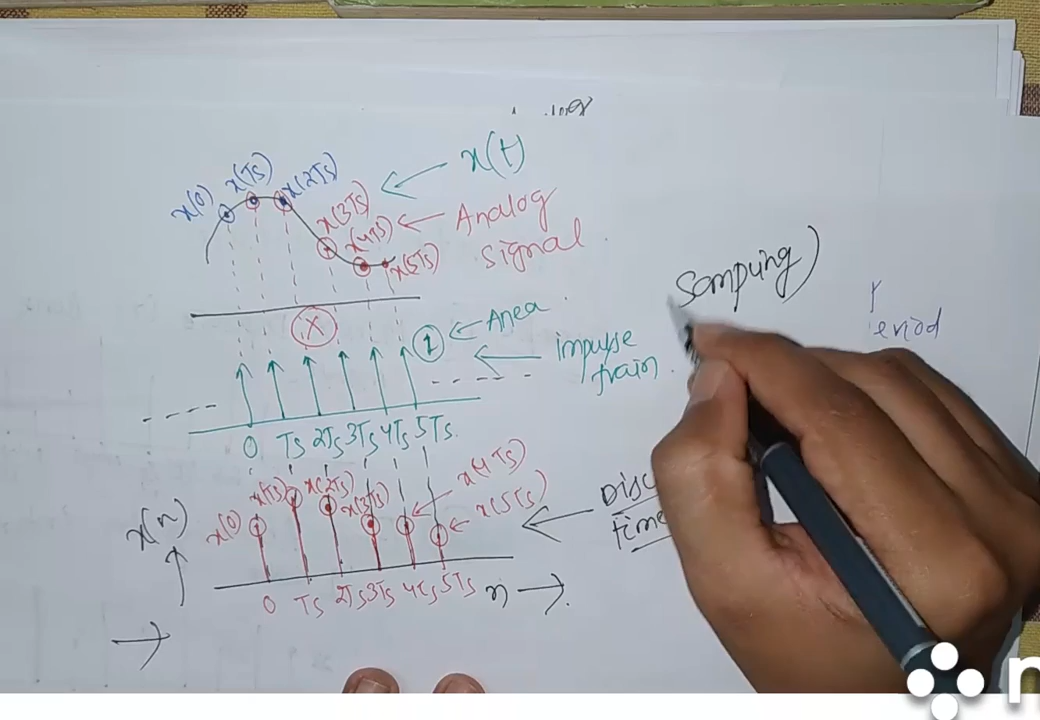 x(t)
x(0) x(Ts) x(2Ts)
x(3Ts)
x(4Ts)
x(5Ts)
Analog
signal
Sampling)
eriod
X
1
Area
impulse
train.
0 Ts 2Ts 3Ts 4Ts 5Ts.
x(n)
x(0) x(Ts) x(2Ts) x(3Ts) x(4Ts)
x(5Ts)
Disc
time
0 Ts 2Ts 3Ts 4Ts 5Ts n